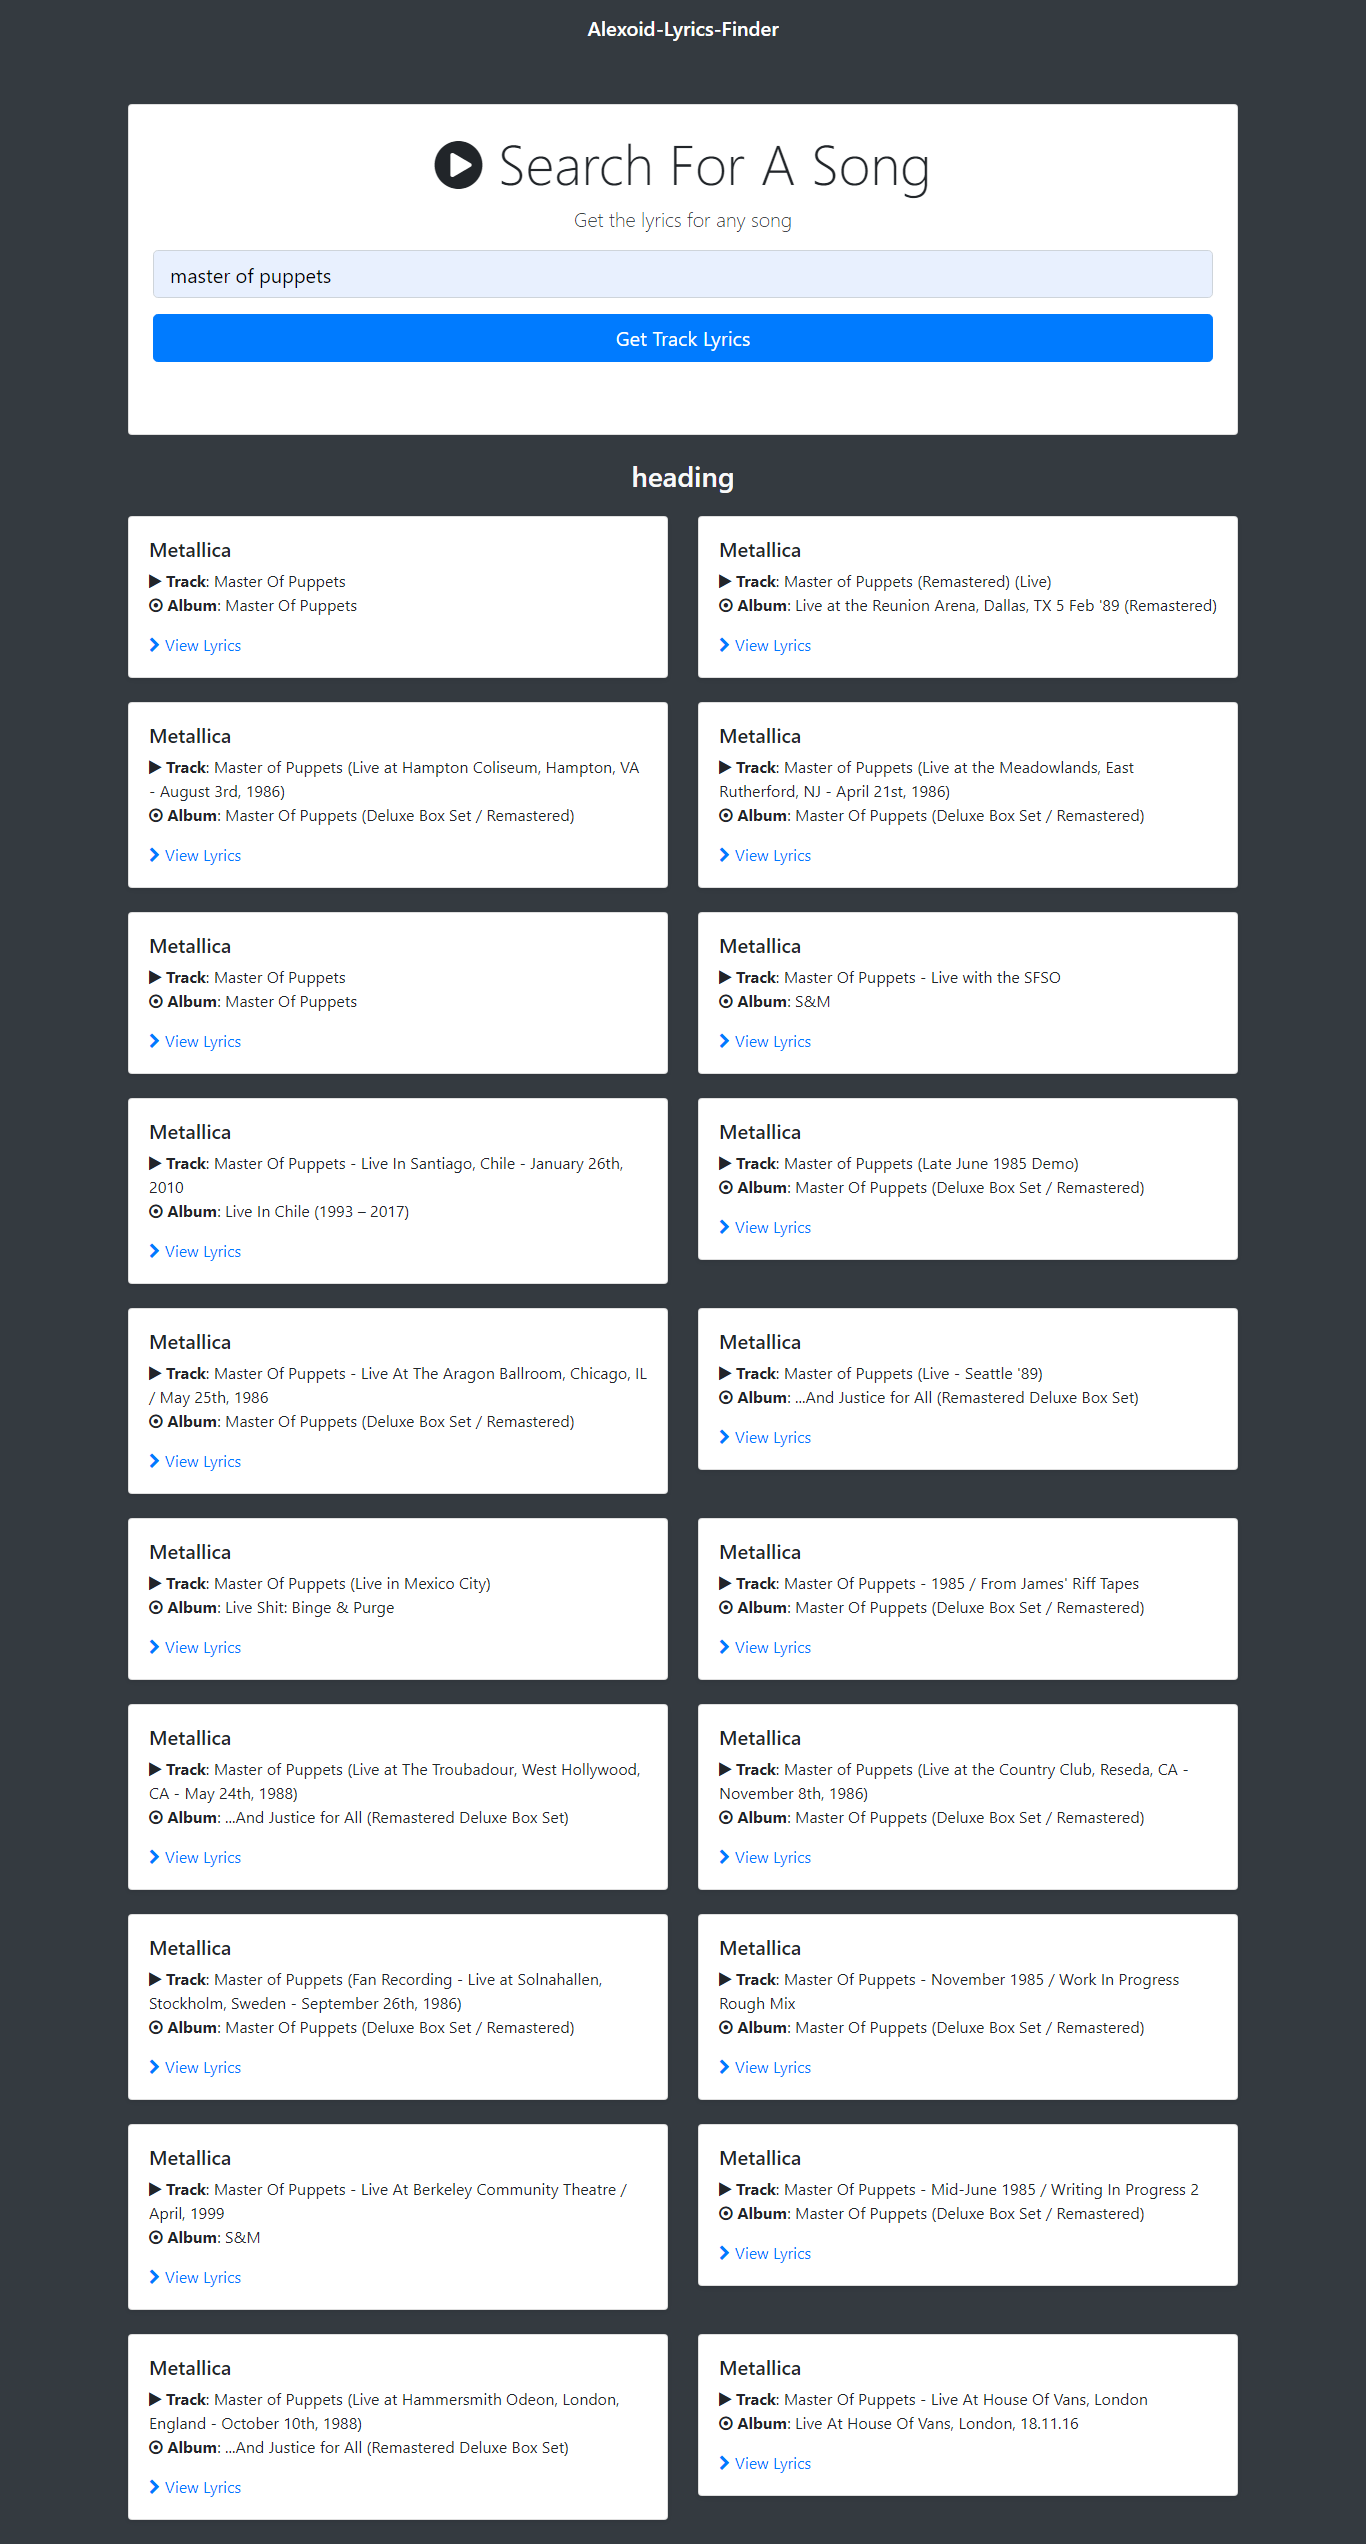 Alexoid-Lyrics-Finder
Search For A Song
Get the lyrics for any song
master of puppets
Get Track Lyrics
heading
Metallica
Track: Master Of Puppets
Album: Master Of Puppets
View Lyrics
Metallica
Track: Master of Puppets (Remastered) (Live)
Album: Live at the Reunion Arena, Dallas, TX 5 Feb '89 (Remastered)
View Lyrics
Metallica
Track: Master of Puppets (Live at Hampton Coliseum, Hampton, VA
- August 3rd, 1986)
Album: Master Of Puppets (Deluxe Box Set / Remastered)
View Lyrics
Metallica
Track: Master of Puppets (Live at the Meadowlands, East
Rutherford, NJ - April 21st, 1986)
Album: Master Of Puppets (Deluxe Box Set / Remastered)
View Lyrics
Metallica
Track: Master Of Puppets
Album: Master Of Puppets
View Lyrics
Metallica
Track: Master Of Puppets - Live with the SFSO
Album: S&M
View Lyrics
Metallica
Track: Master Of Puppets - Live In Santiago, Chile - January 26th,
2010
Album: Live In Chile (1993 – 2017)
View Lyrics
Metallica
Track: Master of Puppets (Late June 1985 Demo)
Album: Master Of Puppets (Deluxe Box Set / Remastered)
View Lyrics
Metallica
Track: Master Of Puppets - Live At The Aragon Ballroom, Chicago, IL
/ May 25th, 1986
Album: Master Of Puppets (Deluxe Box Set / Remastered)
View Lyrics
Metallica
Track: Master of Puppets (Live - Seattle '89)
Album: ...And Justice for All (Remastered Deluxe Box Set)
View Lyrics
Metallica
Track: Master Of Puppets (Live in Mexico City)
Album: Live Shit: Binge & Purge
View Lyrics
Metallica
Track: Master Of Puppets - 1985 / From James' Riff Tapes
Album: Master Of Puppets (Deluxe Box Set / Remastered)
View Lyrics
Metallica
Track: Master of Puppets (Live at The Troubadour, West Hollywood,
CA - May 24th, 1988)
Album: ...And Justice for All (Remastered Deluxe Box Set)
View Lyrics
Metallica
Track: Master of Puppets (Live at the Country Club, Reseda, CA -
November 8th, 1986)
Album: Master Of Puppets (Deluxe Box Set / Remastered)
View Lyrics
Metallica
Track: Master of Puppets (Fan Recording - Live at Solnahallen,
Stockholm, Sweden - September 26th, 1986)
Album: Master Of Puppets (Deluxe Box Set / Remastered)
View Lyrics
Metallica
Track: Master Of Puppets - November 1985 / Work In Progress
Rough Mix
Album: Master Of Puppets (Deluxe Box Set / Remastered)
View Lyrics
Metallica
Track: Master Of Puppets - Live At Berkeley Community Theatre /
April, 1999
Album: S&M
View Lyrics
Metallica
Track: Master Of Puppets - Mid-June 1985 / Writing In Progress 2
Album: Master Of Puppets (Deluxe Box Set / Remastered)
View Lyrics
Metallica
Track: Master of Puppets (Live at Hammersmith Odeon, London,
England - October 10th, 1988)
Album: ...And Justice for All (Remastered Deluxe Box Set)
View Lyrics
Metallica
Track: Master Of Puppets - Live At House Of Vans, London
Album: Live At House Of Vans, London, 18.11.16
View Lyrics